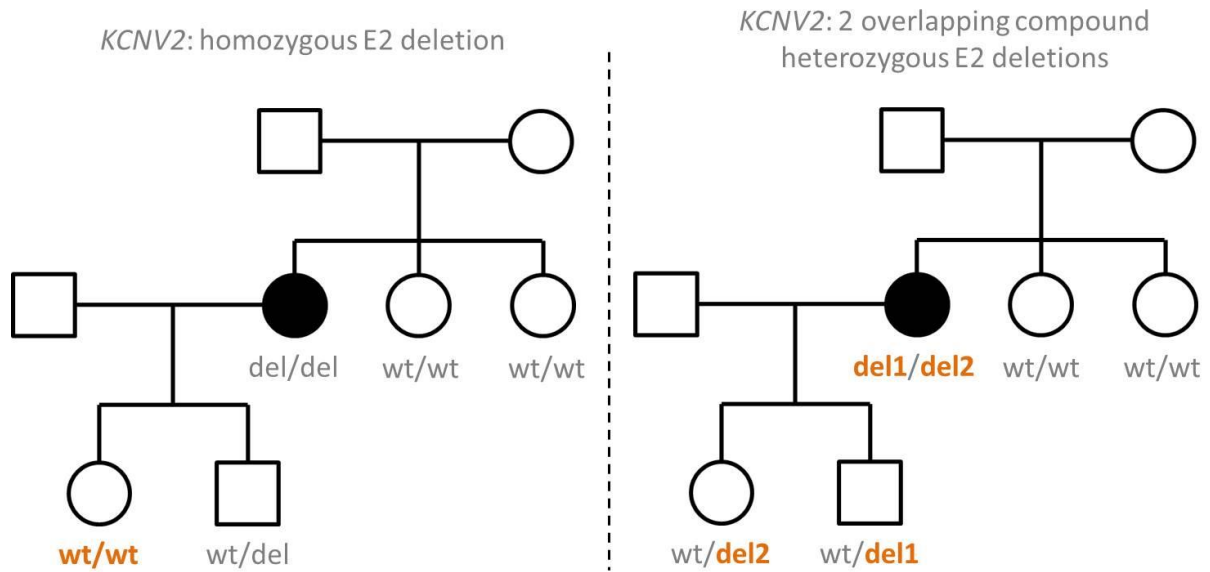 KCNV2: homozygous E2 deletion
del/del wt/wt wt/wt
wt/wt wt/del
KCNV2: 2 overlapping compound
heterozygous E2 deletions
del1/del2 wt/wt wt/wt
wt/del2 wt/del1